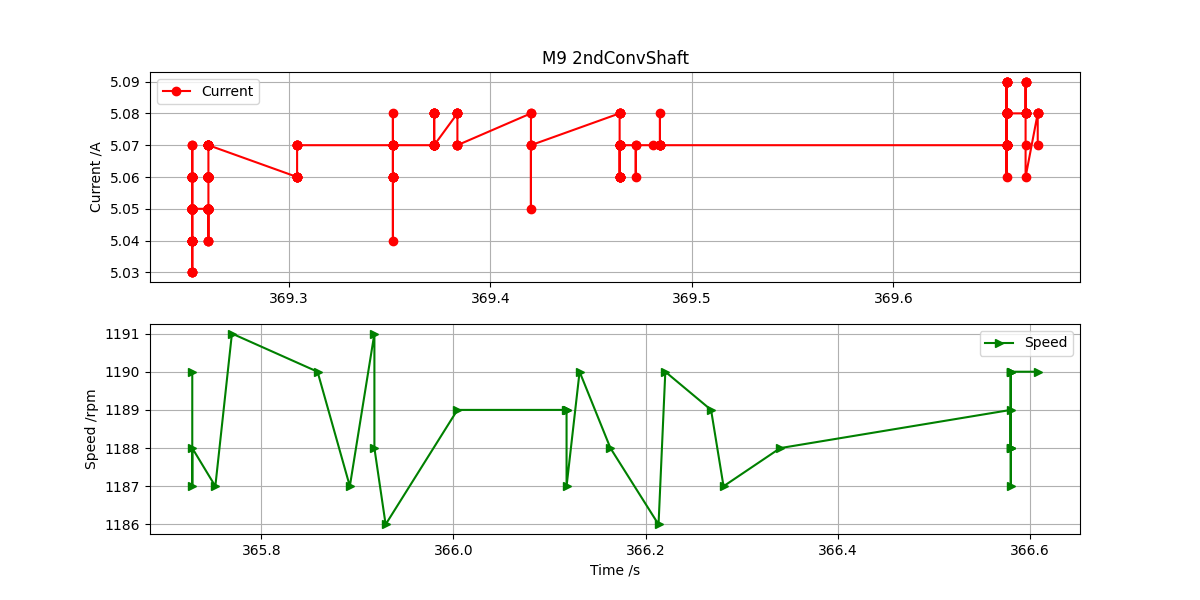 M9 2ndConvShaft
Current /A
5.09
5.08
5.07
5.06
5.05
5.04
5.03
Current
369.3 369.4 369.5 369.6
Speed /rpm
1191
1190
1189
1188
1187
1186
Speed
365.8 366.0 366.2 366.4 366.6
Time /s